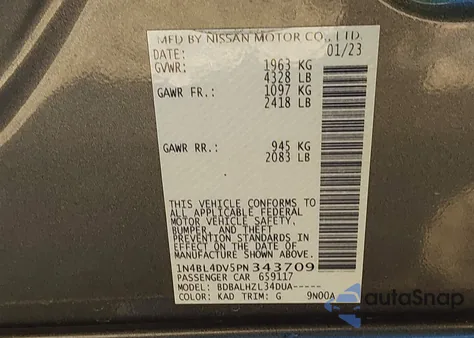 MFD BY NISSAN MOTOR CO., LTD.
DATE: 01/23
GVWR: 1963 KG
4328 LB
GAWR FR.: 1097 KG
2418 LB
GAWR RR.: 945 KG
2083 LB
THIS VEHICLE CONFORMS TO
ALL APPLICABLE FEDERAL
MOTOR VEHICLE SAFETY,
BUMPER, AND THEFT
PREVENTION STANDARDS IN
EFFECT ON THE DATE OF
MANUFACTURE SHOWN ABOVE.
1N4BL4DV5PN343709
PASSENGER CAR 659117
MODEL: BDBALHZL34DUA-----
COLOR: KAD TRIM: G 9N00A
autoSnap